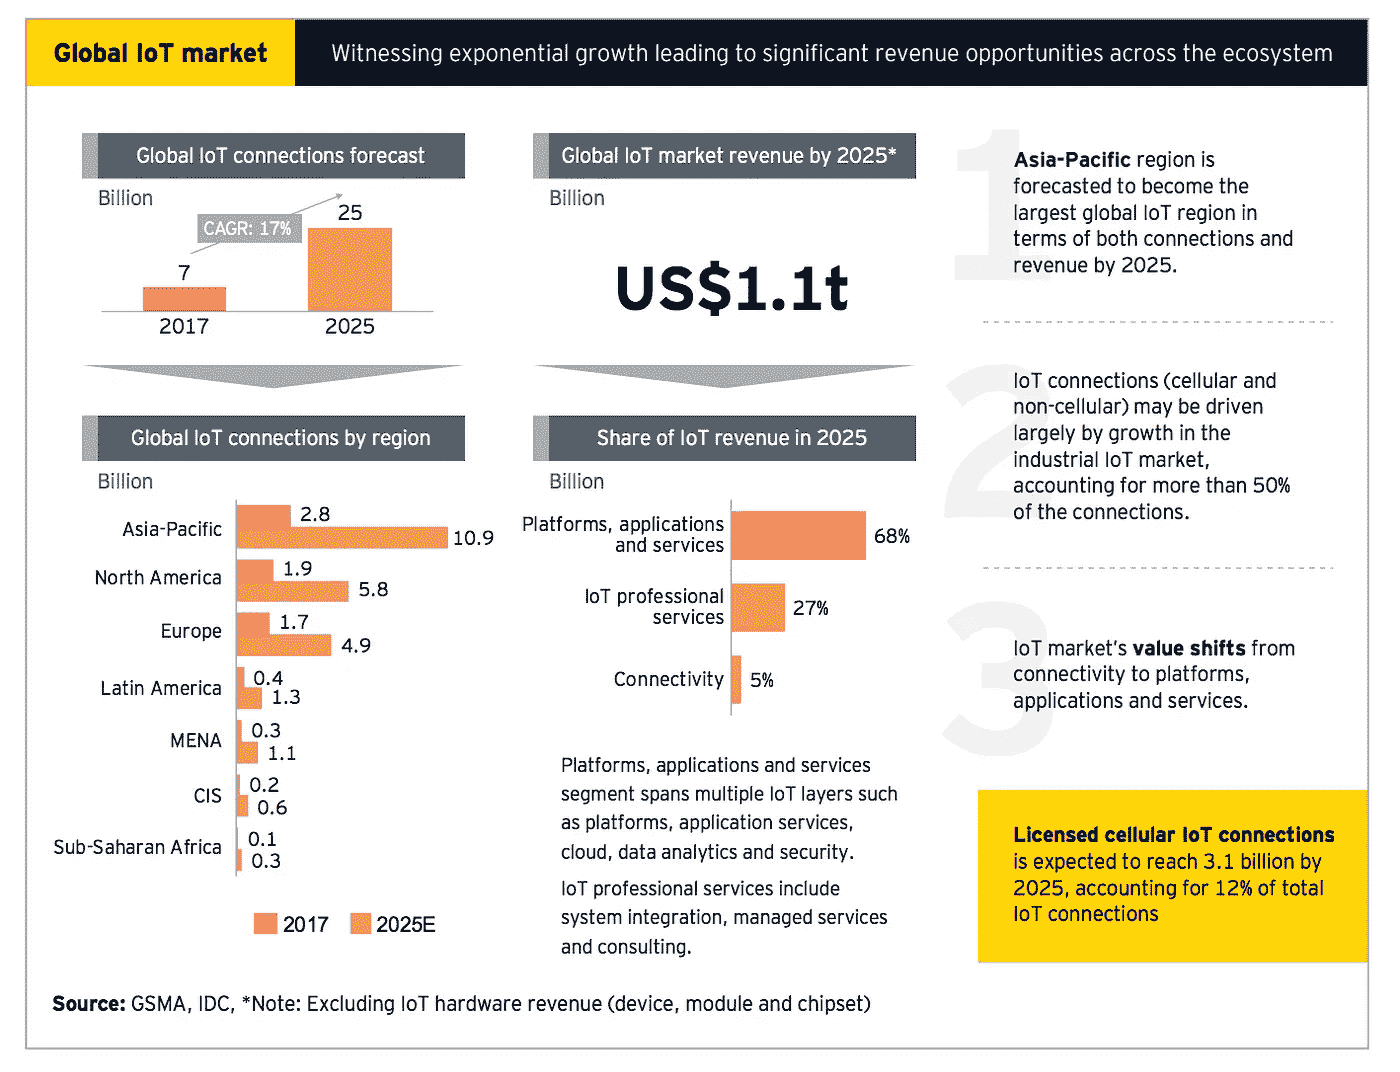 Global IoT market
Witnessing exponential growth leading to significant revenue opportunities across the ecosystem
Global IoT connections forecast
Billion
CAGR: 17%
7
25
2017
2025
Global IoT market revenue by 2025*
Billion
US$1.1t
Global IoT connections by region
Billion
Asia-Pacific
2.8
10.9
North America
1.9
5.8
Europe
1.7
4.9
Latin America
0.4
1.3
MENA
0.3
1.1
CIS
0.2
0.6
Sub-Saharan Africa
0.1
0.3
2017
2025E
Share of IoT revenue in 2025
Billion
Platforms, applications
and services
68%
IoT professional
services
27%
Connectivity
5%
Platforms, applications and services
segment spans multiple IoT layers such
as platforms, application services,
cloud, data analytics and security.
IoT professional services include
system integration, managed services
and consulting.
1
Asia-Pacific region is
forecasted to become the
largest global IoT region in
terms of both connections and
revenue by 2025.
2
IoT connections (cellular and
non-cellular) may be driven
largely by growth in the
industrial IoT market,
accounting for more than 50%
of the connections.
3
IoT market's value shifts from
connectivity to platforms,
applications and services.
Licensed cellular IoT connections
is expected to reach 3.1 billion by
2025, accounting for 12% of total
IoT connections
Source: GSMA, IDC, *Note: Excluding IoT hardware revenue (device, module and chipset)